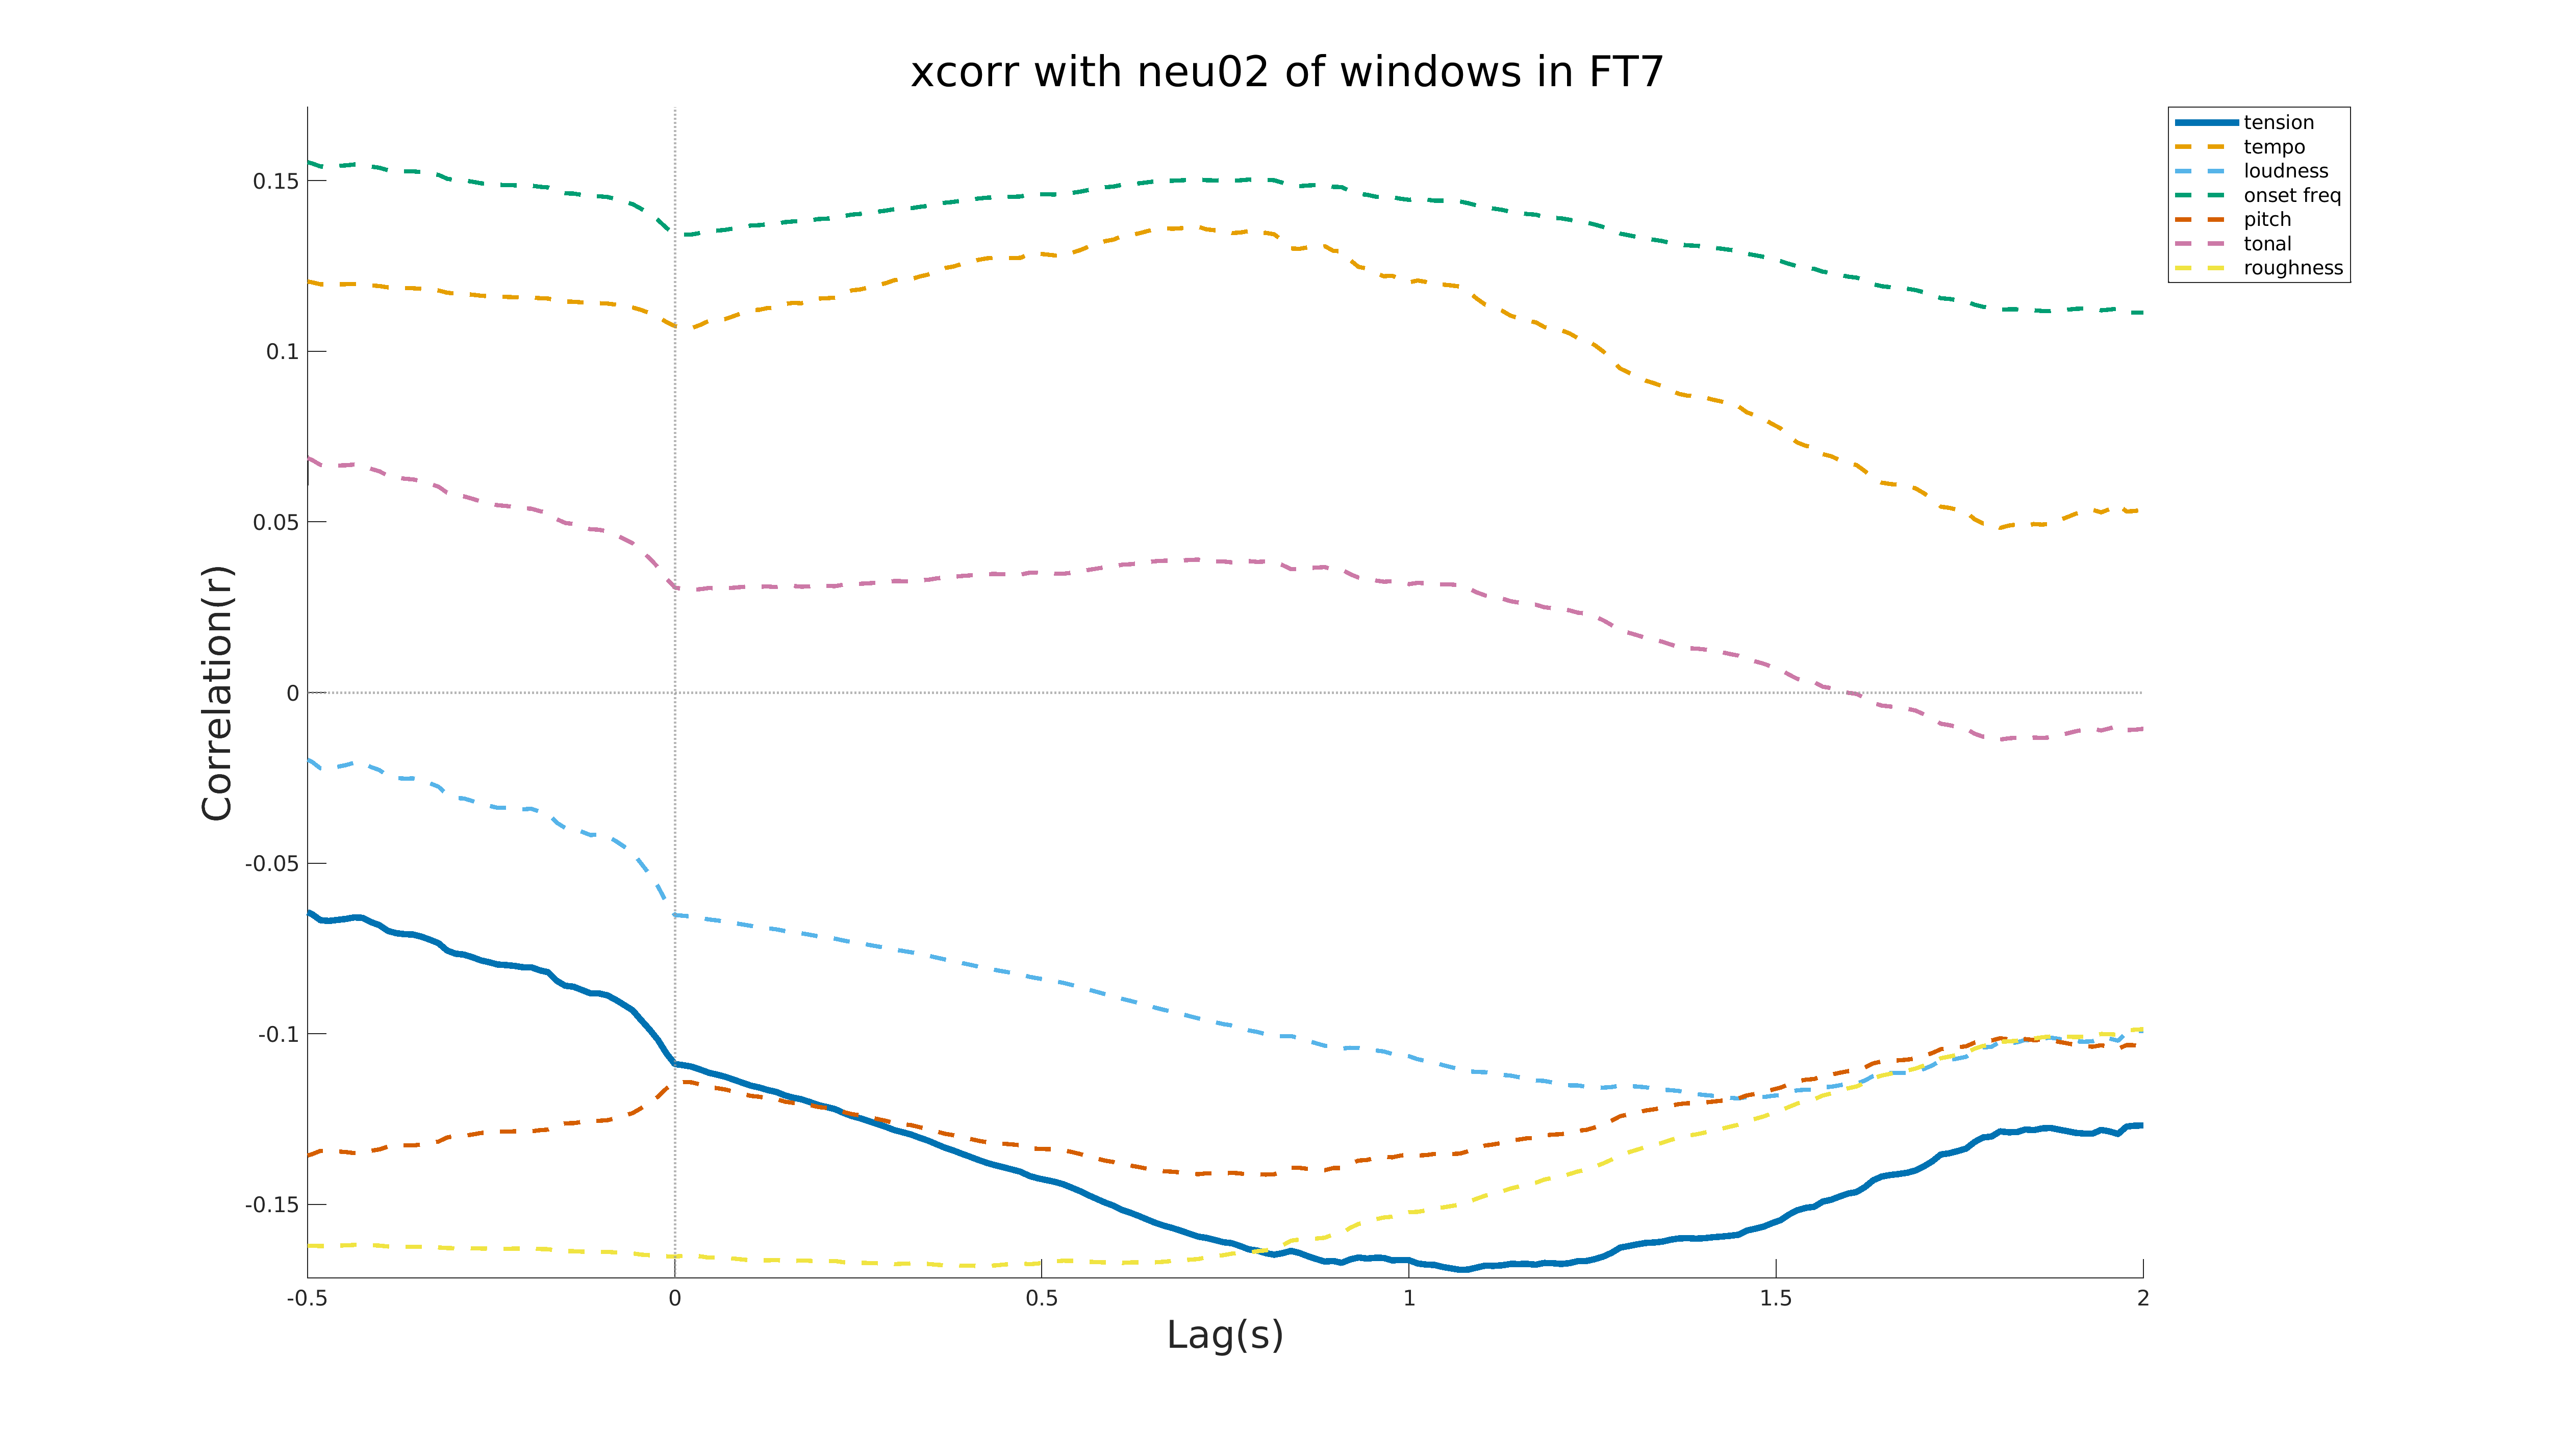 xcorr with neu02 of windows in FT7
tension
tempo
loudness
onset freq
pitch
tonal
roughness
0.15
0.1
0.05
0
-0.05
-0.1
-0.15
Correlation(r)
-0.5
0
0.5
1
1.5
2
Lag(s)